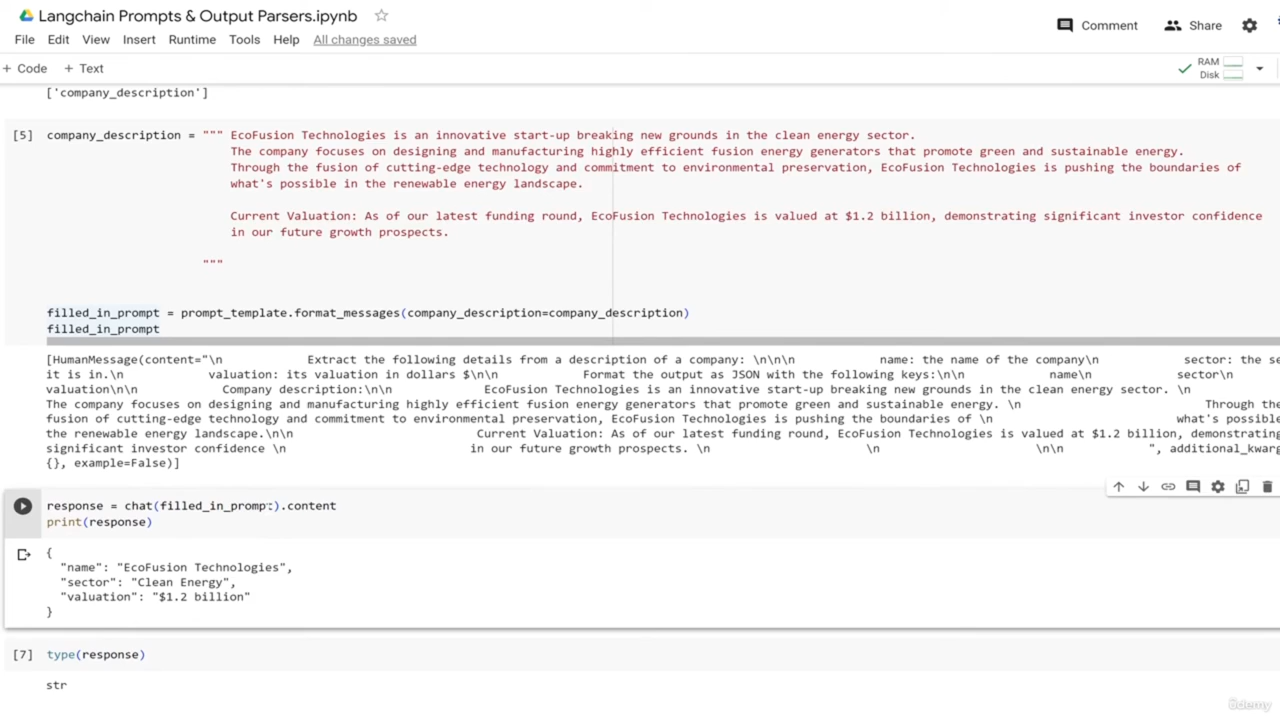 Langchain Prompts & Output Parsers.ipynb
Comment Share
File Edit View Insert Runtime Tools Help All changes saved
+ Code + Text
RAM
Disk
['company_description']
[5] company_description = """ EcoFusion Technologies is an innovative start-up breaking new grounds in the clean energy sector.
The company focuses on designing and manufacturing highly efficient fusion energy generators that promote green and sustainable energy.
Through the fusion of cutting-edge technology and commitment to environmental preservation, EcoFusion Technologies is pushing the boundaries of
what's possible in the renewable energy landscape.
Current Valuation: As of our latest funding round, EcoFusion Technologies is valued at $1.2 billion, demonstrating significant investor confidence
in our future growth prospects.
"""
filled_in_prompt = prompt_template.format_messages(company_description=company_description)
filled_in_prompt
[HumanMessage(content="\n Extract the following details from a description of a company: \n\n\n name: the name of the company\n sector: the se
it is in.\n valuation: its valuation in dollars $\n\n Format the output as JSON with the following keys:\n\n name\n sector\n
valuation\n\n Company description:\n\n EcoFusion Technologies is an innovative start-up breaking new grounds in the clean energy sector. \n
The company focuses on designing and manufacturing highly efficient fusion energy generators that promote green and sustainable energy. \n Through the
fusion of cutting-edge technology and commitment to environmental preservation, EcoFusion Technologies is pushing the boundaries of \n what's possible
the renewable energy landscape.\n\n Current Valuation: As of our latest funding round, EcoFusion Technologies is valued at $1.2 billion, demonstrating
significant investor confidence \n in our future growth prospects. \n \n \n\n ", additional_kwarg
{}, example=False)]
response = chat(filled_in_prompt).content
print(response)
{
"name": "EcoFusion Technologies",
"sector": "Clean Energy",
"valuation": "$1.2 billion"
}
[7] type(response)
str
ûdemy